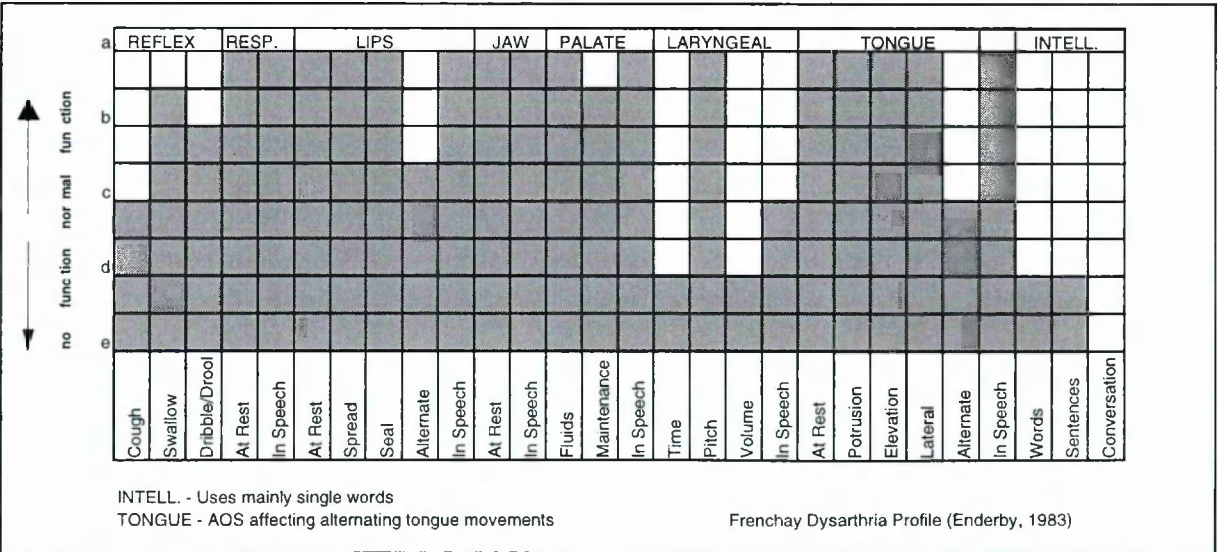 a REFLEX RESP. LIPS JAW PALATE LARYNGEAL TONGUE INTELL.
b
c
d
e
no function normal function
Cough
Swallow
Dribble/Drool
At Rest
In Speech
At Rest
Spread
Seal
Alternate
In Speech
At Rest
In Speech
Fluids
Maintenance
In Speech
Time
Pitch
Volume
In Speech
At Rest
Potrusion
Elevation
Lateral
Alternate
In Speech
Words
Sentences
Conversation
INTELL. - Uses mainly single words
TONGUE - AOS affecting alternating tongue movements
Frenchay Dysarthria Profile (Enderby, 1983)